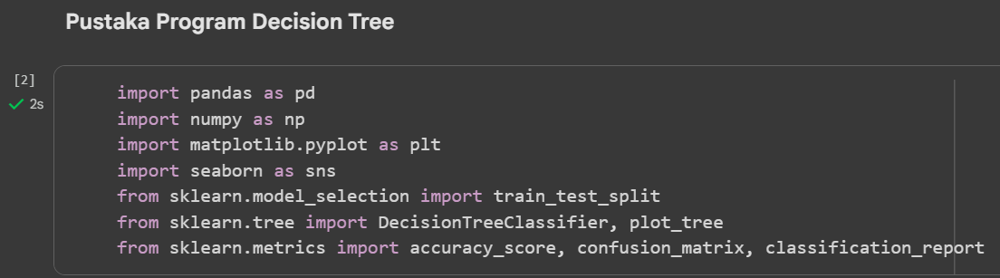 Pustaka Program Decision Tree
[2]
2s
import pandas as pd
import numpy as np
import matplotlib.pyplot as plt
import seaborn as sns
from sklearn.model_selection import train_test_split
from sklearn.tree import DecisionTreeClassifier, plot_tree
from sklearn.metrics import accuracy_score, confusion_matrix, classification_report